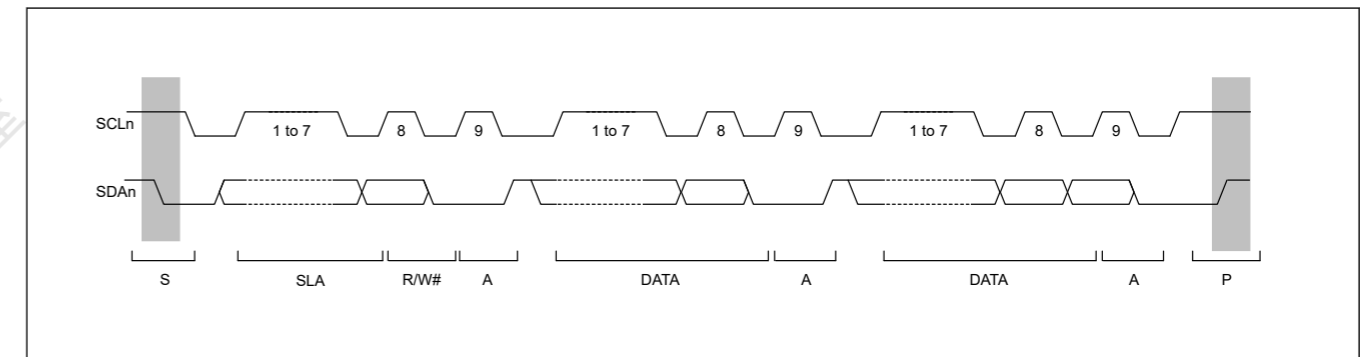 SCLn 1 to 7 8 9 1 to 7 8 9 1 to 7 8 9
SDAn
S SLA R/W# A DATA A DATA A P